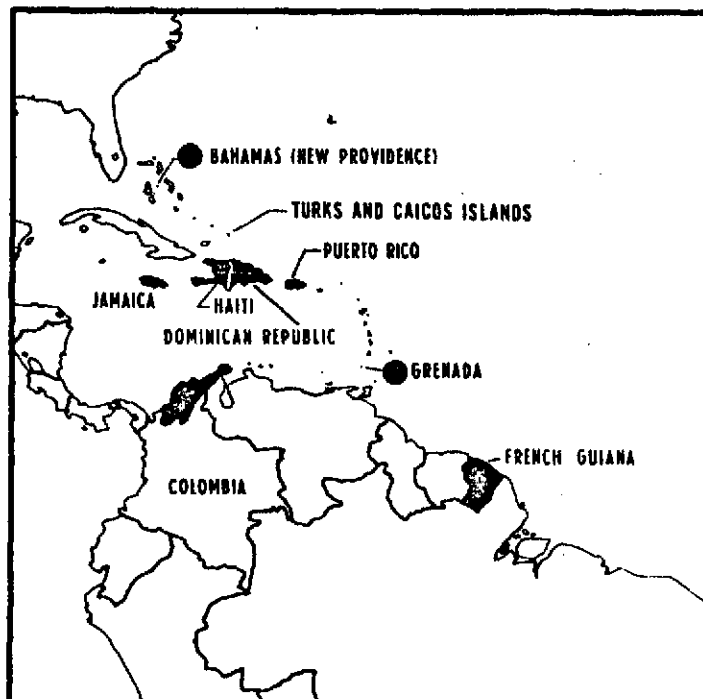 BAHAMAS (NEW PROVIDENCE)
TURKS AND CAICOS ISLANDS
PUERTO RICO
JAMAICA
HAITI
DOMINICAN REPUBLIC
GRENADA
FRENCH GUIANA
COLOMBIA